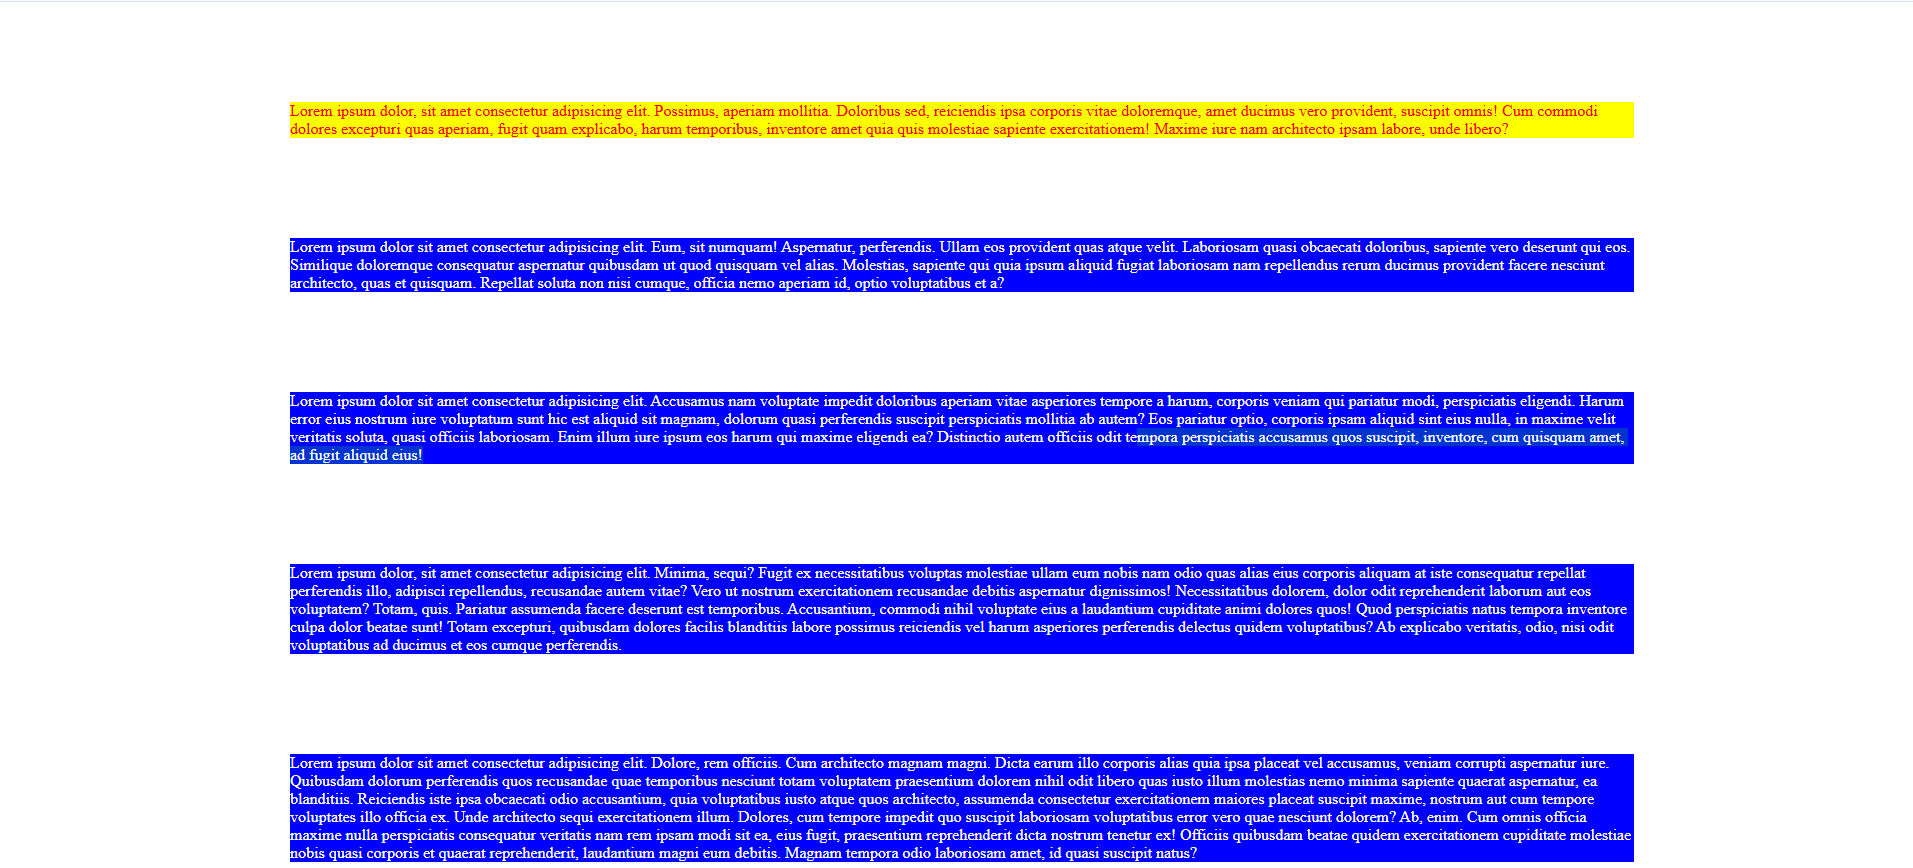 Lorem ipsum dolor, sit amet consectetur adipisicing elit. Possimus, aperiam mollitia. Doloribus sed, reiciendis ipsa corporis vitae doloremque, amet ducimus vero provident, suscipit omnis! Cum commodi
dolores excepturi quas aperiam, fugit quam explicabo, harum temporibus, inventore amet quia quis molestiae sapiente exercitationem! Maxime iure nam architecto ipsam labore, unde libero?
Lorem ipsum dolor sit amet consectetur adipisicing elit. Eum, sit numquam! Aspernatur, perferendis. Ullam eos provident quas atque velit. Laboriosam quasi obcaecati doloribus, sapiente vero deserunt qui eos.
Similique doloremque consequatur aspernatur quibusdam ut quod quisquam vel alias. Molestias, sapiente qui quia ipsum aliquid fugiat laboriosam nam repellendus rerum ducimus provident facere nesciunt
architecto, quas et quisquam. Repellat soluta non nisi cumque, officia nemo aperiam id, optio voluptatibus et a?
Lorem ipsum dolor sit amet consectetur adipisicing elit. Accusamus nam voluptate impedit doloribus aperiam vitae asperiores tempore a harum, corporis veniam qui pariatur modi, perspiciatis eligendi. Harum
error eius nostrum iure voluptatum sunt hic est aliquid sit magnam, dolorum quasi perferendis suscipit perspiciatis mollitia ab autem? Eos pariatur optio, corporis ipsam aliquid sint eius nulla, in maxime velit
veritatis soluta, quasi officiis laboriosam. Enim illum iure ipsum eos harum qui maxime eligendi ea? Distinctio autem officiis odit tempora perspiciatis accusamus quos suscipit, inventore, cum quisquam amet,
ad fugit aliquid eius!
Lorem ipsum dolor, sit amet consectetur adipisicing elit. Minima, sequi? Fugit ex necessitatibus voluptas molestiae ullam eum nobis nam odio quas alias eius corporis aliquam at iste consequatur repellat
perferendis illo, adipisci repellendus, recusandae autem vitae? Vero ut nostrum exercitationem recusandae debitis aspernatur dignissimos! Necessitatibus dolorem, dolor odit reprehenderit laborum aut eos
voluptatem? Totam, quis. Pariatur assumenda facere deserunt est temporibus. Accusantium, commodi nihil voluptate eius a laudantium cupiditate animi dolores quos! Quod perspiciatis natus tempora inventore
culpa dolor beatae sunt! Totam excepturi, quibusdam dolores facilis blanditiis labore possimus reiciendis vel harum asperiores perferendis delectus quidem voluptatibus? Ab explicabo veritatis, odio, nisi odit
voluptatibus ad ducimus et eos cumque perferendis.
Lorem ipsum dolor sit amet consectetur adipisicing elit. Dolore, rem officiis. Cum architecto magnam magni. Dicta earum illo corporis alias quia ipsa placeat vel accusamus, veniam corrupti aspernatur iure.
Quibusdam dolorum perferendis quos recusandae quae temporibus nesciunt totam voluptatem praesentium dolorem nihil odit libero quas iusto illum molestias nemo minima sapiente quaerat aspernatur, ea
blanditiis. Reiciendis iste ipsa obcaecati odio accusantium, quia voluptatibus iusto atque quos architecto, assumenda consectetur exercitationem maiores placeat suscipit maxime, nostrum aut cum tempore
voluptates illo officia ex. Unde architecto sequi exercitationem illum. Dolores, cum tempore impedit quo suscipit laboriosam voluptatibus error vero quae nesciunt dolorem? Ab, enim. Cum omnis officia
maxime nulla perspiciatis consequatur veritatis nam rem ipsam modi sit ea, eius fugit, praesentium reprehenderit dicta nostrum tenetur ex! Officiis quibusdam beatae quidem exercitationem cupiditate molestiae
nobis quasi corporis et quaerat reprehenderit, laudantium magni eum debitis. Magnam tempora odio laboriosam amet, id quasi suscipit natus?